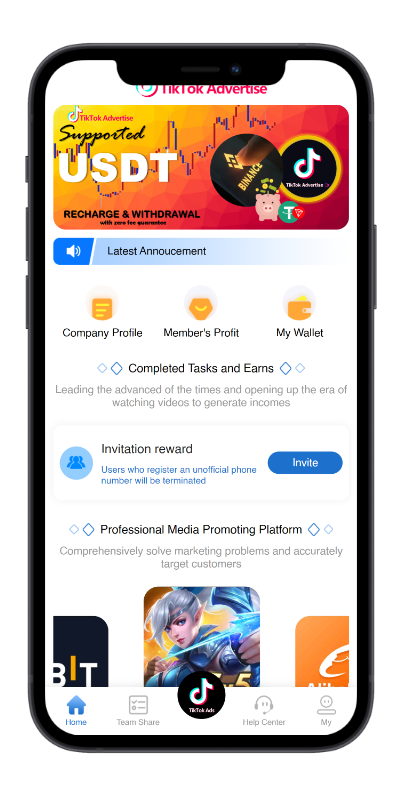 TikTok Advertise
TikTok Advertise
Supported
USDT
BINANCE
TikTok Advertise
RECHARGE & WITHDRAWAL
with zero fee guarantee
Latest Annoucement
Company Profile
Member's Profit
My Wallet
Completed Tasks and Earns
Leading the advanced of the times and opening up the era of
watching videos to generate incomes
Invitation reward
Users who register an unofficial phone
number will be terminated
Invite
Professional Media Promoting Platform
Comprehensively solve marketing problems and accurately
target customers
BIT
TikTok Ads
Home
Team Share
Help Center
My